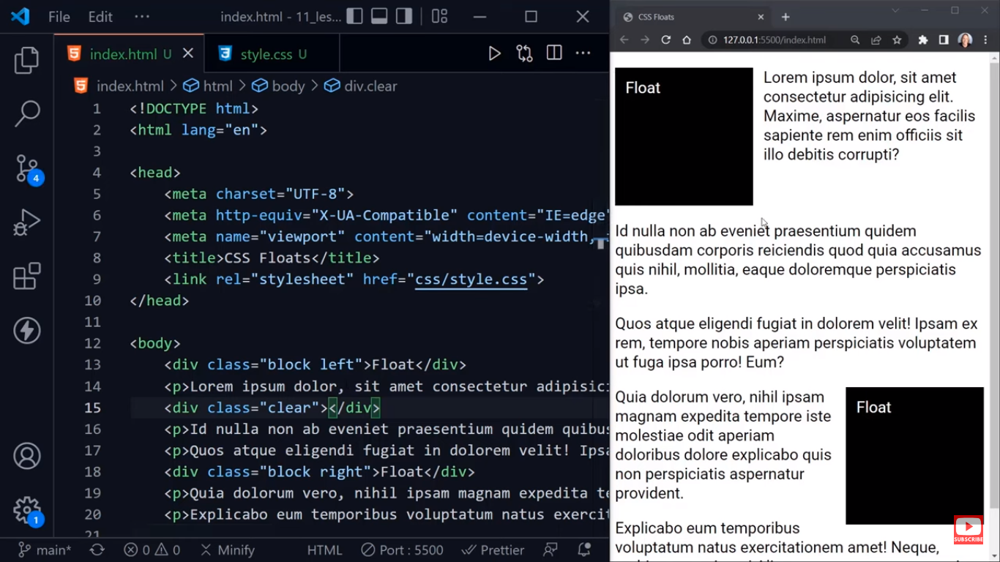 File Edit ··· index.html - 11_les...
index.html U style.css U
index.html > html > body > div.clear
1 <!DOCTYPE html>
2 <html lang="en">
3
4 <head>
5 <meta charset="UTF-8">
6 <meta http-equiv="X-UA-Compatible" content="IE=edge"
7 <meta name="viewport" content="width=device-width,
8 <title>CSS Floats</title>
9 <link rel="stylesheet" href="css/style.css">
10 </head>
11
12 <body>
13 <div class="block left">Float</div>
14 <p>Lorem ipsum dolor, sit amet consectetur adipisici
15 <div class="clear"></div>
16 <p>Id nulla non ab eveniet praesentium quidem quibus
17 <p>Quos atque eligendi fugiat in dolorem velit! Ipsa
18 <div class="block right">Float</div>
19 <p>Quia dolorum vero, nihil ipsam magnam expedita te
20 <p>Explicabo eum temporibus voluptatum natus exercit
21
4
1
main* 0 0 Minify HTML Port : 5500 Prettier
CSS Floats
127.0.0.1:5500/index.html
Float
Lorem ipsum dolor, sit amet
consectetur adipisicing elit.
Maxime, aspernatur eos facilis
sapiente rem enim officiis sit
illo debitis corrupti?
Id nulla non ab eveniet praesentium quidem
quibusdam corporis reiciendis quod quia accusamus
quis nihil, mollitia, eaque doloremque perspiciatis
ipsa.
Quos atque eligendi fugiat in dolorem velit! Ipsam ex
rem, tempore nobis aperiam perspiciatis voluptatem
ut fuga ipsa porro! Eum?
Quia dolorum vero, nihil ipsam
magnam expedita tempore iste
molestiae odit aperiam
doloribus dolore explicabo quis
non perspiciatis aspernatur
provident.
Float
Explicabo eum temporibus
voluptatum natus exercitationem amet! Neque,
SUBSCRIBE